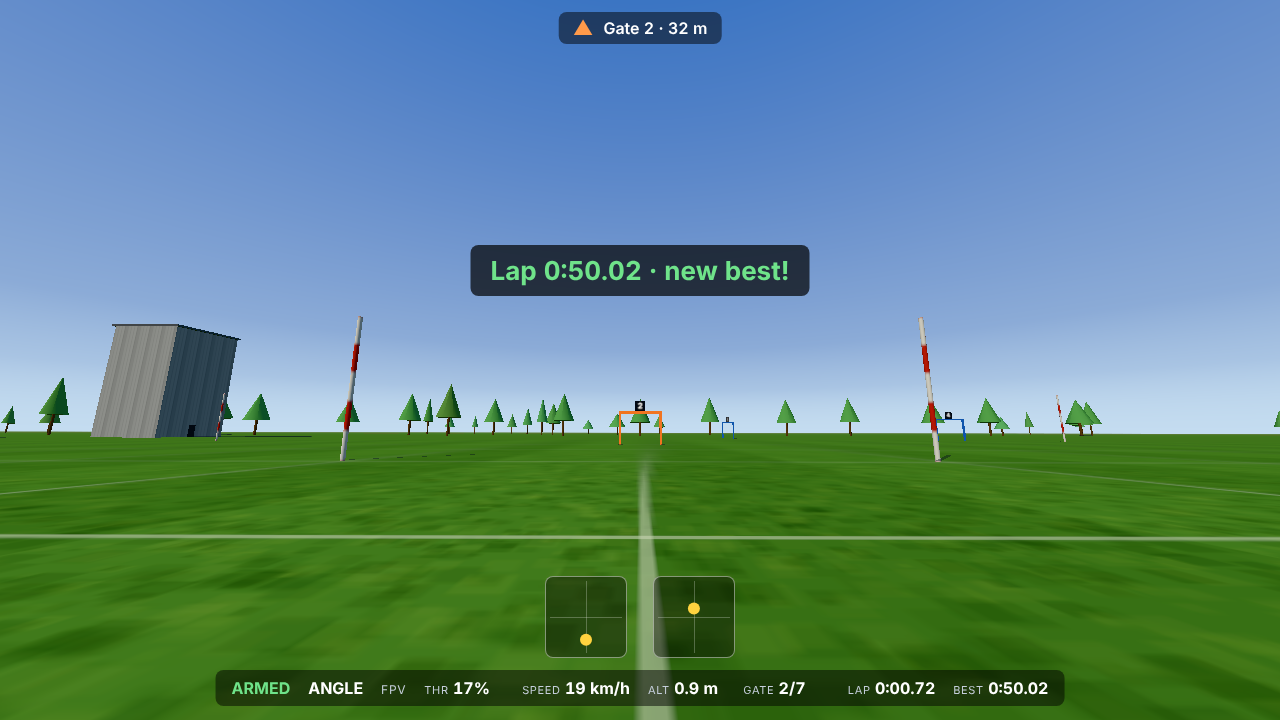 Gate 2 · 32 m
Lap 0:50.02 · new best!
2
ARMED ANGLE FPV THR 17% SPEED 19 km/h ALT 0.9 m GATE 2/7 LAP 0:00.72 BEST 0:50.02